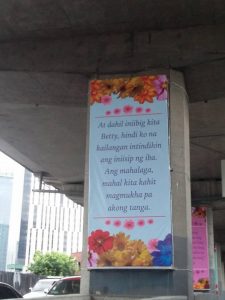 At dahil iniibig kita
Betty, hindi ko na
kailangan intindihin
ang iniisip ng iba.
Ang mahalaga,
mahal kita kahit
magmukha pa
akong tanga.